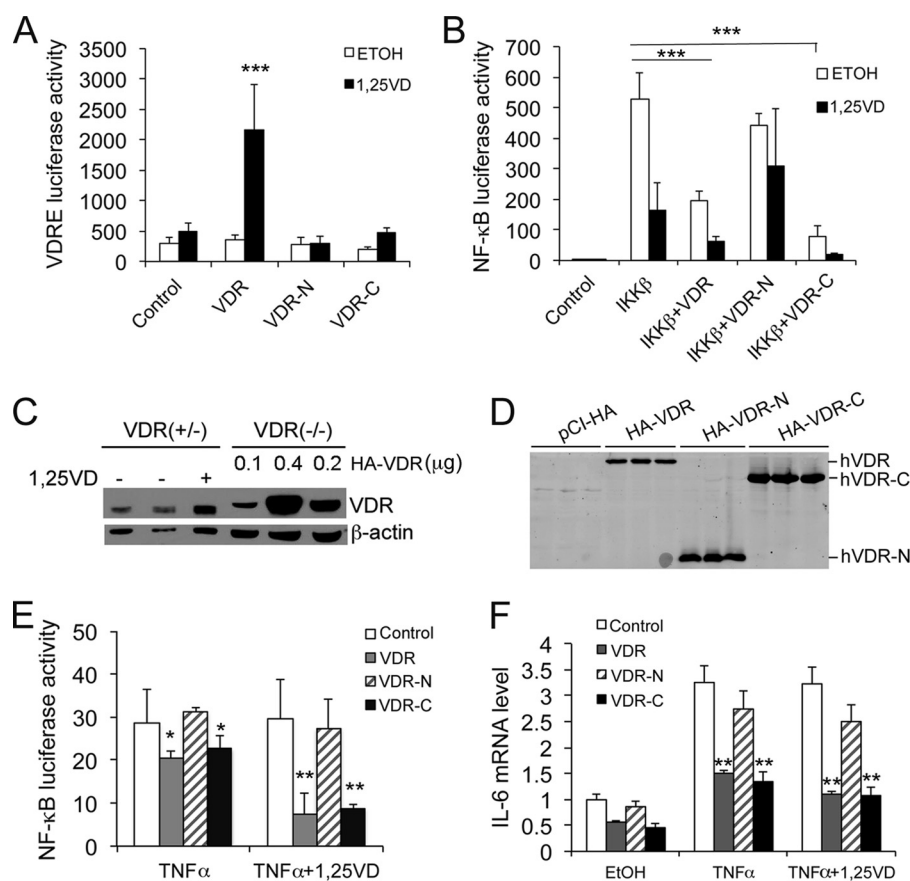 A
VDRE luciferase activity
3500
3000
2500
2000
1500
1000
500
0
***
ETOH
1,25VD
Control
VDR
VDR-N
VDR-C
B
NF-κB luciferase activity
700
600
500
400
300
200
100
0
***
***
ETOH
1,25VD
Control
IKKβ
IKKβ+VDR
IKKβ+VDR-N
IKKβ+VDR-C
C
VDR(+/-)
VDR(-/-)
0.1 0.4 0.2 HA-VDR(μg)
1,25VD - - +
VDR
β-actin
D
pCI-HA
HA-VDR
HA-VDR-N
HA-VDR-C
hVDR
hVDR-C
hVDR-N
E
NF-κB luciferase activity
50
40
30
20
10
0
Control
VDR
VDR-N
VDR-C
* *
** **
TNFα
TNFα+1,25VD
F
IL-6 mRNA level
4
3.5
3
2.5
2
1.5
1
0.5
0
Control
VDR
VDR-N
VDR-C
** **
** **
EtOH
TNFα
TNFα+1,25VD